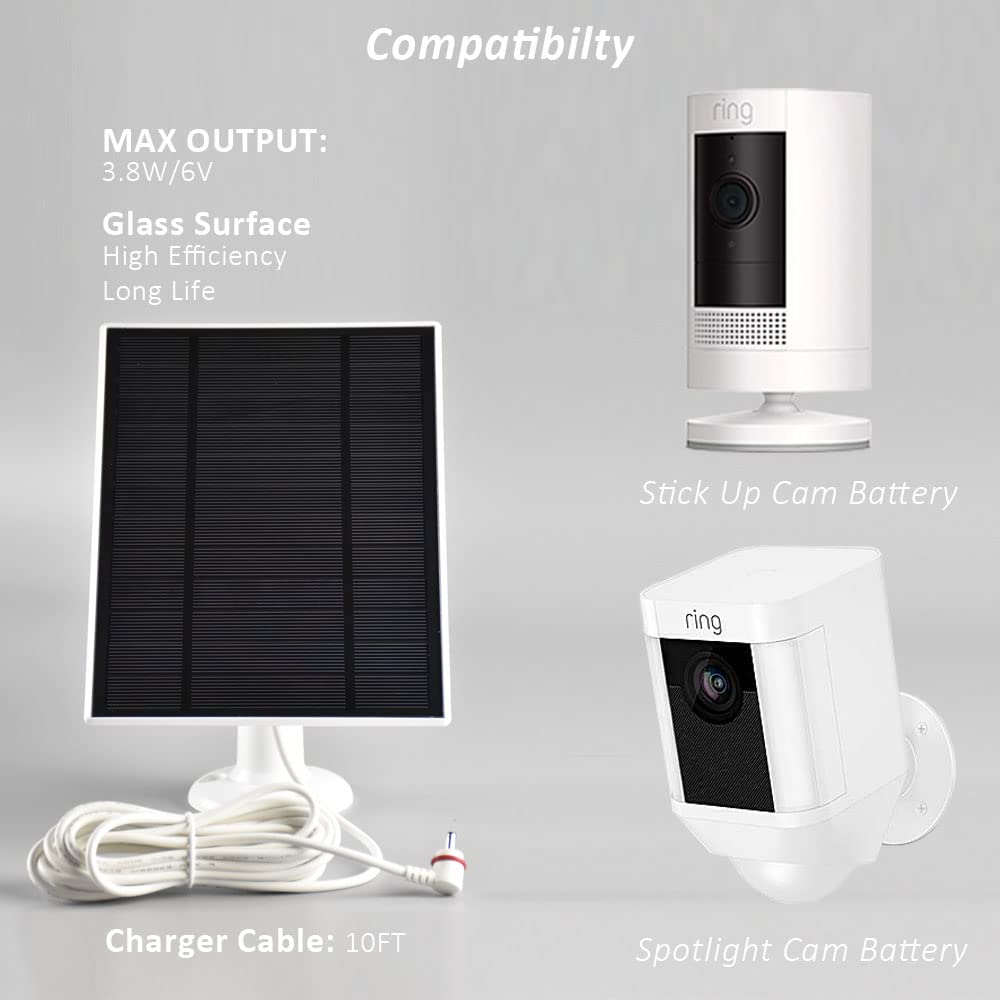 Compatibilty
MAX OUTPUT:
3.8W/6V
Glass Surface
High Efficiency
Long Life
ring
Stick Up Cam Battery
ring
Charger Cable: 10FT
Spotlight Cam Battery